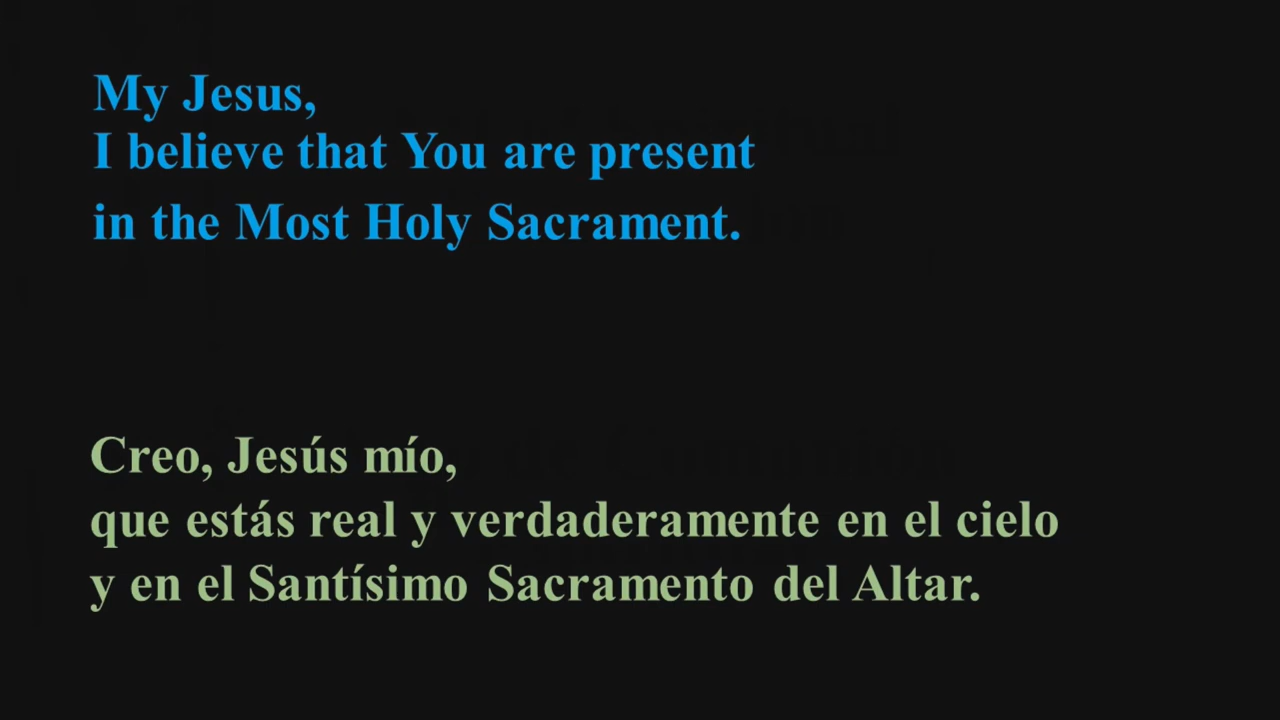 My Jesus,
I believe that You are present
in the Most Holy Sacrament.
Creo, Jesús mío,
que estás real y verdaderamente en el cielo
y en el Santísimo Sacramento del Altar.